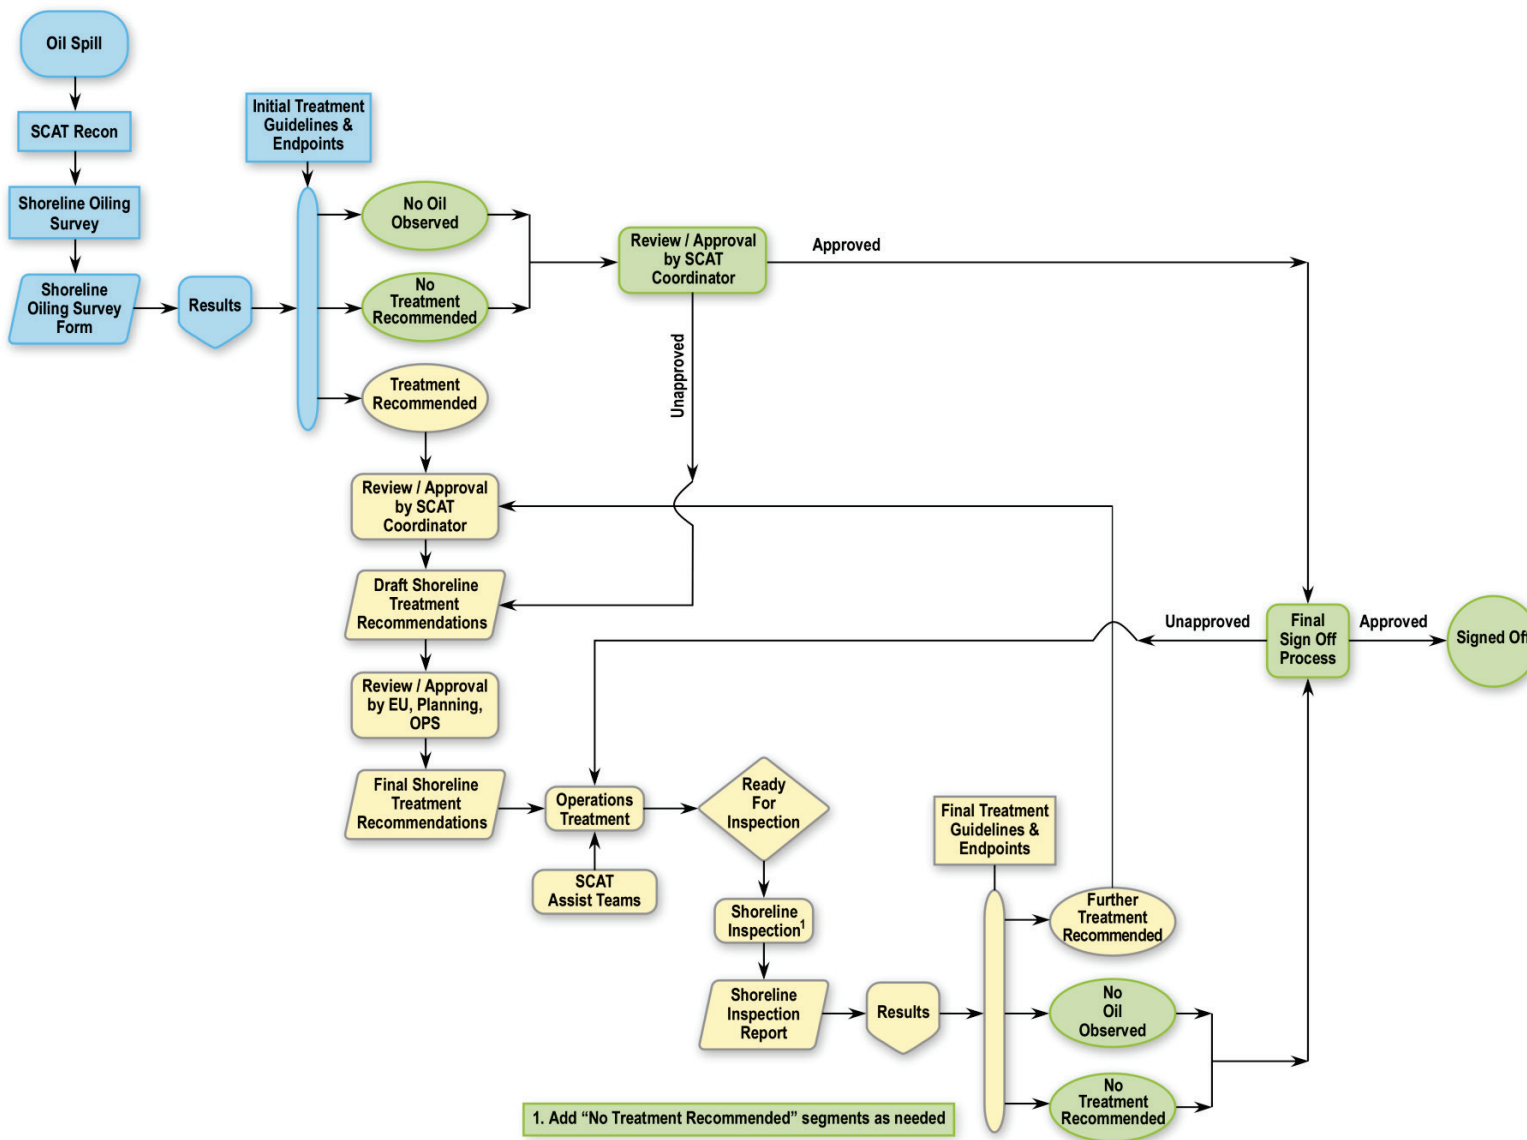 Oil Spill
SCAT Recon
Shoreline Oiling
Survey
Shoreline
Oiling Survey
Form
Results
Initial Treatment
Guidelines &
Endpoints
No Oil
Observed
No
Treatment
Recommended
Treatment
Recommended
Review / Approval
by SCAT
Coordinator
Approved
Unapproved
Review / Approval
by SCAT
Coordinator
Draft Shoreline
Treatment
Recommendations
Review / Approval
by EU, Planning,
OPS
Final Shoreline
Treatment
Recommendations
Operations
Treatment
SCAT
Assist Teams
Ready
For
Inspection
Shoreline
Inspection1
Shoreline
Inspection
Report
Results
Final Treatment
Guidelines &
Endpoints
Further
Treatment
Recommended
No
Oil
Observed
No
Treatment
Recommended
Unapproved
Final
Sign Off
Process
Approved
Signed Off
1. Add “No Treatment Recommended” segments as needed